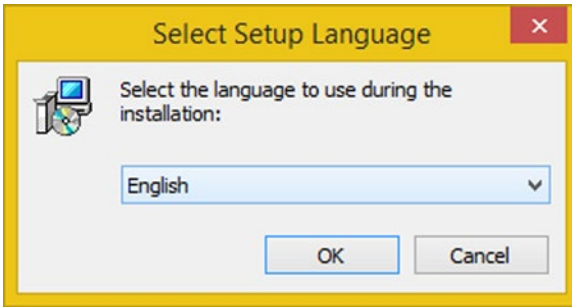 Select Setup Language
Select the language to use during the
installation:
English
OK
Cancel